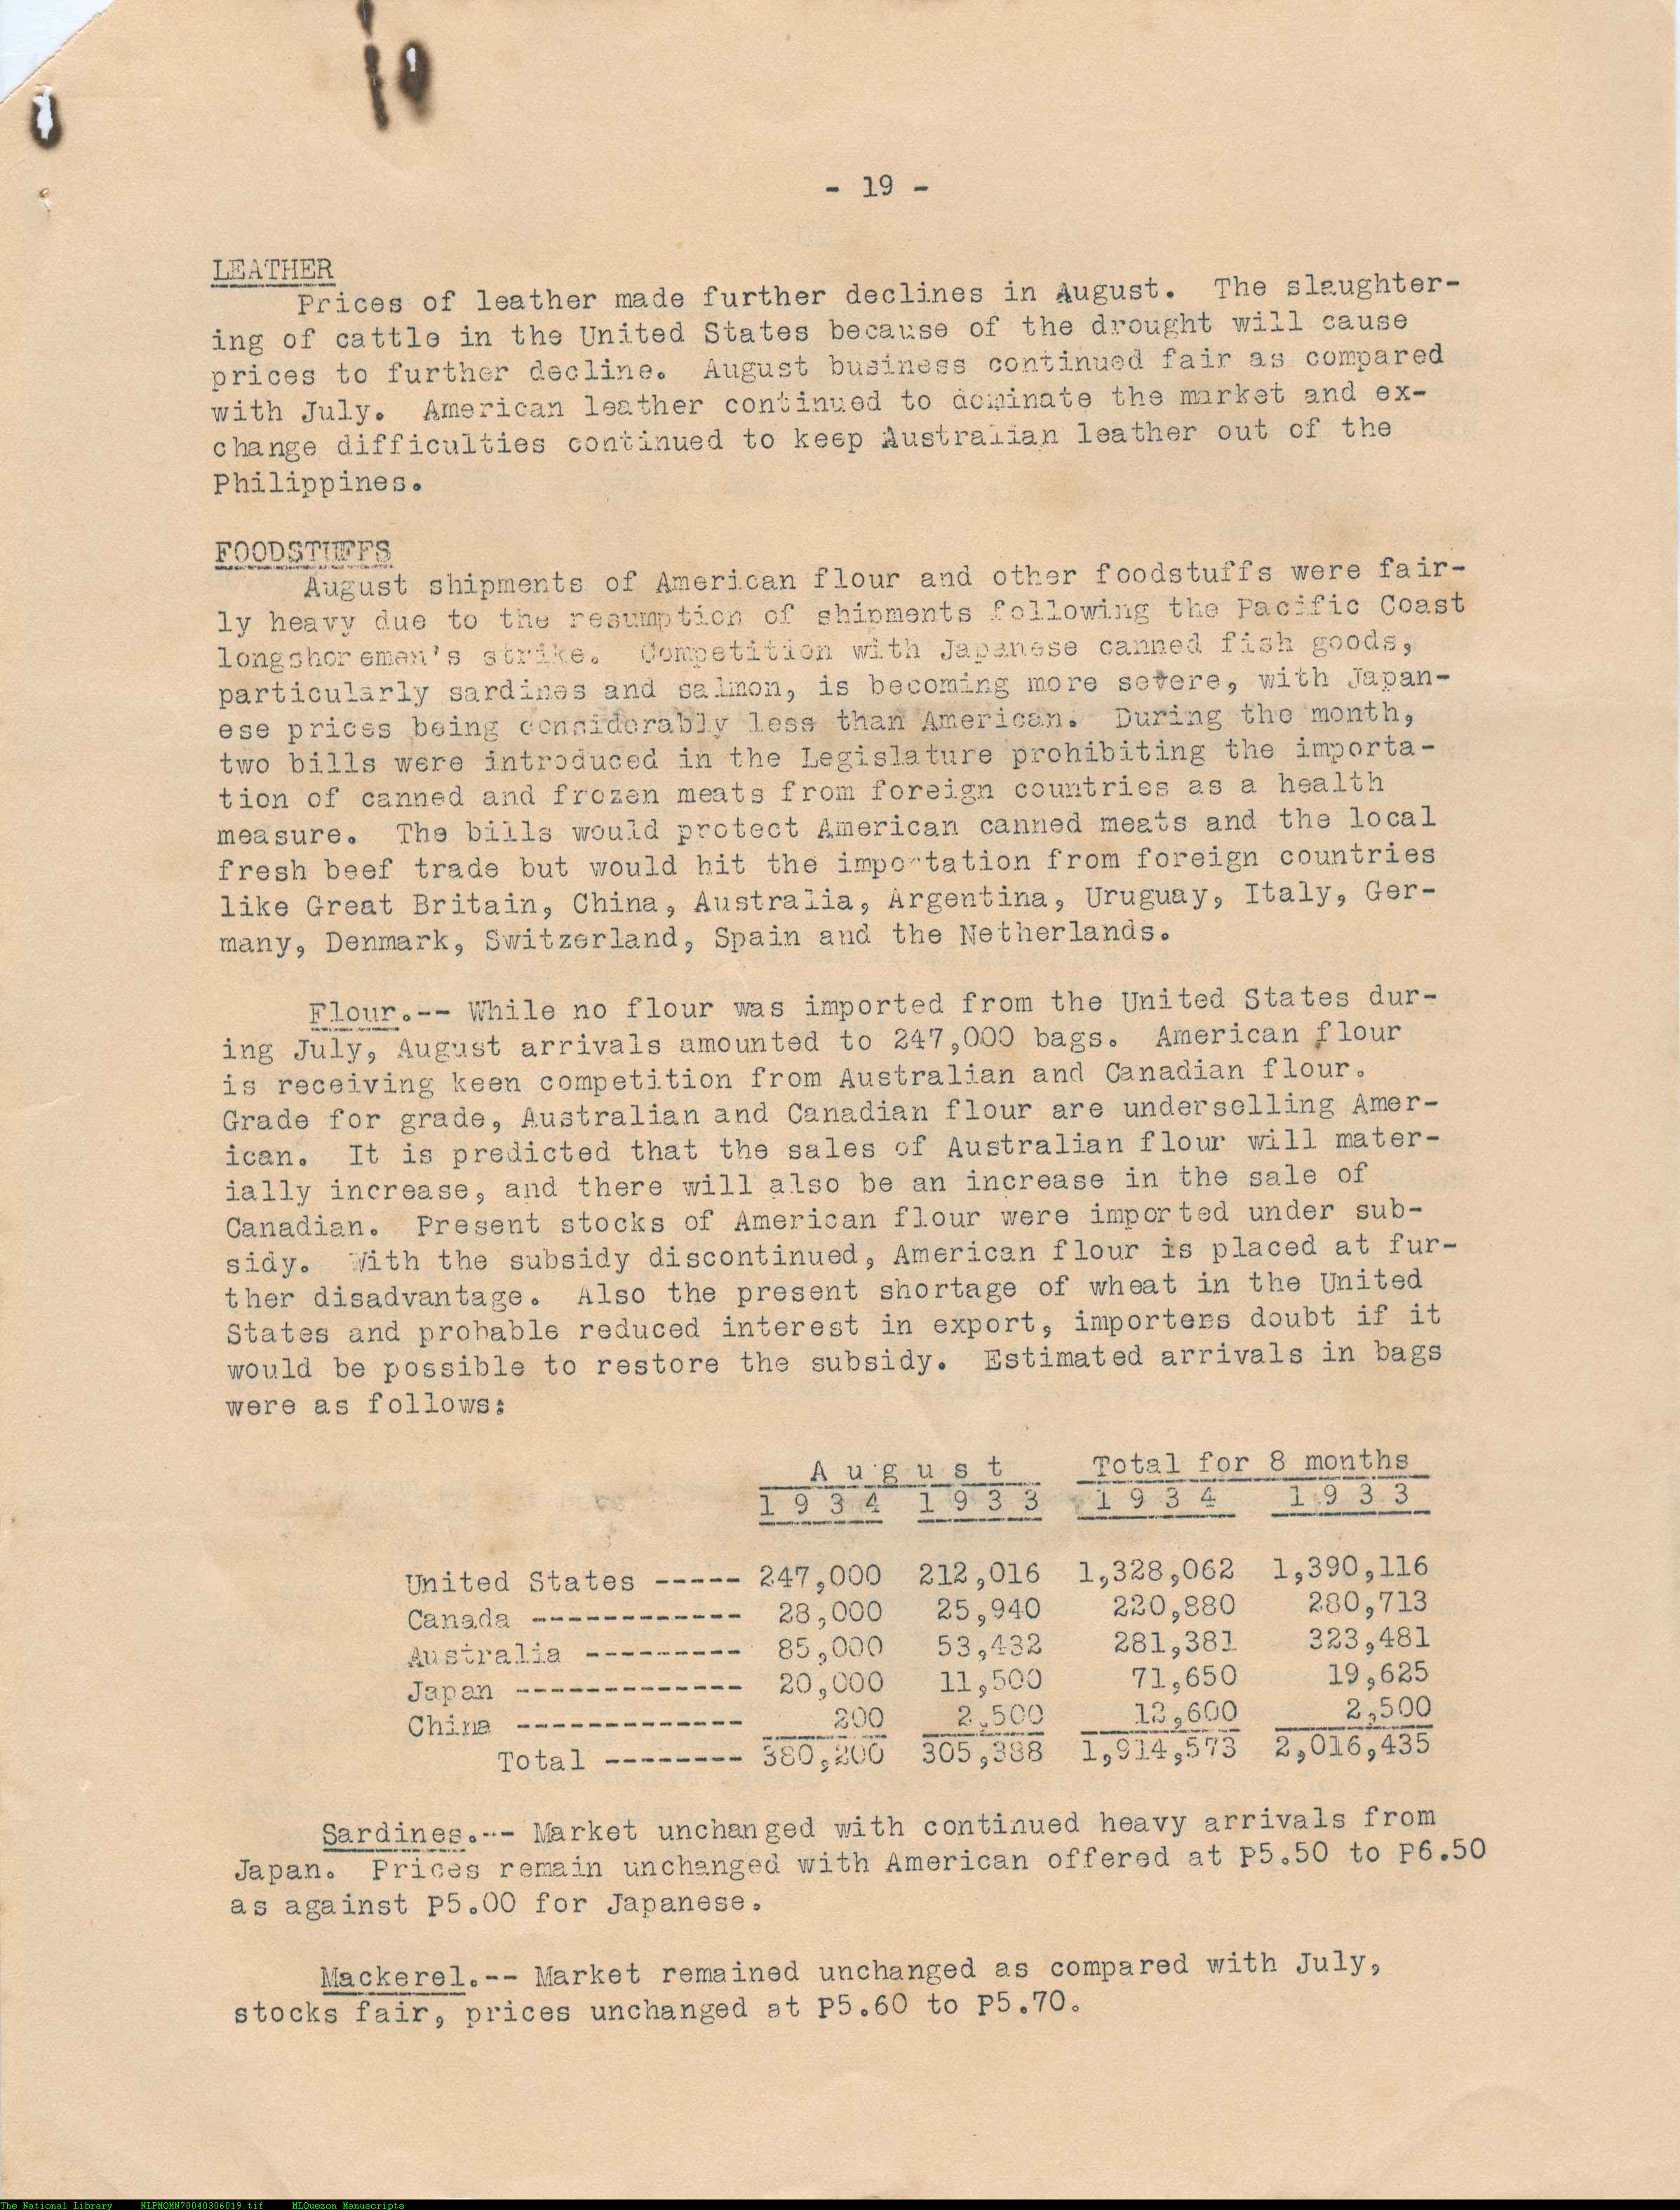 - 19 -
LEATHER
Prices of leather made further declines in August. The slaughter-
ing of cattle in the United States because of the drought will cause
prices to further decline. August business continued fair as compared
with July. American leather continued to dominate the market and ex-
change difficulties continued to keep Australian leather out of the
Philippines.
FOODSTUFFS
August shipments of American flour and other foodstuffs were fair-
ly heavy due to the resumption of shipments following the Pacific Coast
longshoremen's strike. Competition with Japanese canned fish goods,
particularly sardines and salmon, is becoming more severe, with Japan-
ese prices being considerably less than American. During the month,
two bills were introduced in the Legislature prohibiting the importa-
tion of canned and frozen meats from foreign countries as a health
measure. The bills would protect American canned meats and the local
fresh beef trade but would hit the importation from foreign countries
like Great Britain, China, Australia, Argentina, Uruguay, Italy, Ger-
many, Denmark, Switzerland, Spain and the Netherlands.
Flour.-- While no flour was imported from the United States dur-
ing July, August arrivals amounted to 247,000 bags. American flour
is receiving keen competition from Australian and Canadian flour.
Grade for grade, Australian and Canadian flour are underselling Amer-
ican. It is predicted that the sales of Australian flour will mater-
ially increase, and there will also be an increase in the sale of
Canadian. Present stocks of American flour were imported under sub-
sidy. With the subsidy discontinued, American flour is placed at fur-
ther disadvantage. Also the present shortage of wheat in the United
States and probable reduced interest in export, importers doubt if it
would be possible to restore the subsidy. Estimated arrivals in bags
were as follows:
A u g u s t Total for 8 months
1 9 3 4 1 9 3 3 1 9 3 4 1 9 3 3
United States ----- 247,000 212,016 1,328,062 1,390,116
Canada ------------ 28,000 25,940 220,880 280,713
Australia --------- 85,000 53,432 281,381 323,481
Japan ------------- 20,000 11,500 71,650 19,625
China ------------- 200 2,500 12,600 2,500
Total -------- 380,200 305,388 1,914,573 2,016,435
Sardines.-- Market unchanged with continued heavy arrivals from
Japan. Prices remain unchanged with American offered at P5.50 to P6.50
as against P5.00 for Japanese.
Mackerel.-- Market remained unchanged as compared with July,
stocks fair, prices unchanged at P5.60 to P5.70.
The National Library NLPMQMN70040306019.tif MLQuezon Manuscripts